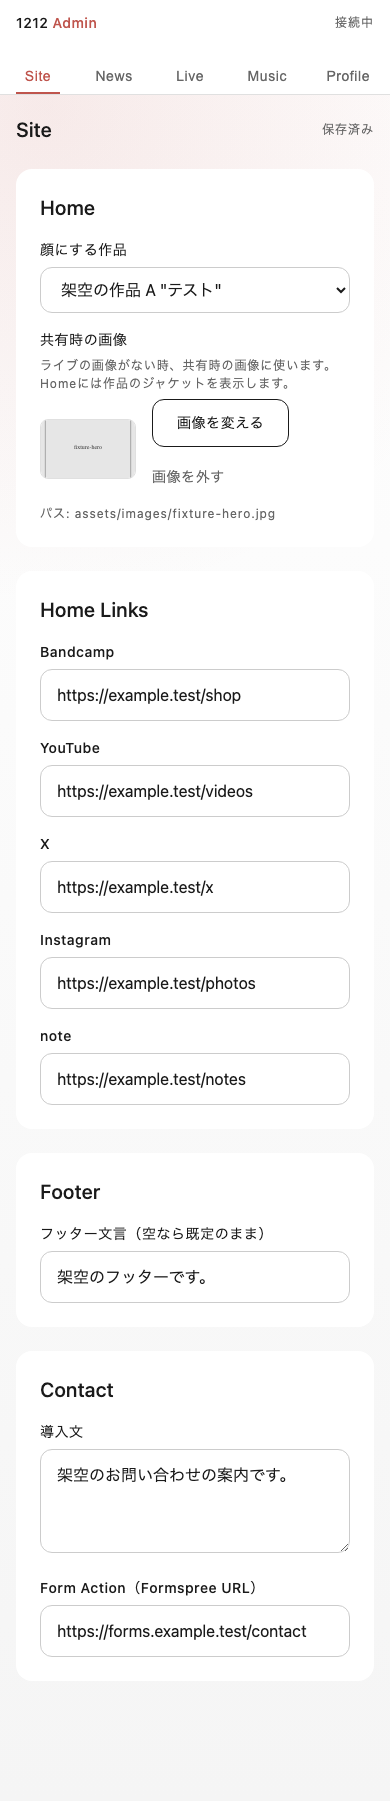 1212 Admin
接続中
Site
News
Live
Music
Profile
Site
保存済み
Home
顔にする作品
架空の作品 A "テスト"
共有時の画像
ライブの画像がない時、共有時の画像に使います。
Homeには作品のジャケットを表示します。
fixture-hero
画像を変える
画像を外す
パス: assets/images/fixture-hero.jpg
Home Links
Bandcamp
https://example.test/shop
YouTube
https://example.test/videos
X
https://example.test/x
Instagram
https://example.test/photos
note
https://example.test/notes
Footer
フッター文言（空なら既定のまま）
架空のフッターです。
Contact
導入文
架空のお問い合わせの案内です。
Form Action（Formspree URL）
https://forms.example.test/contact